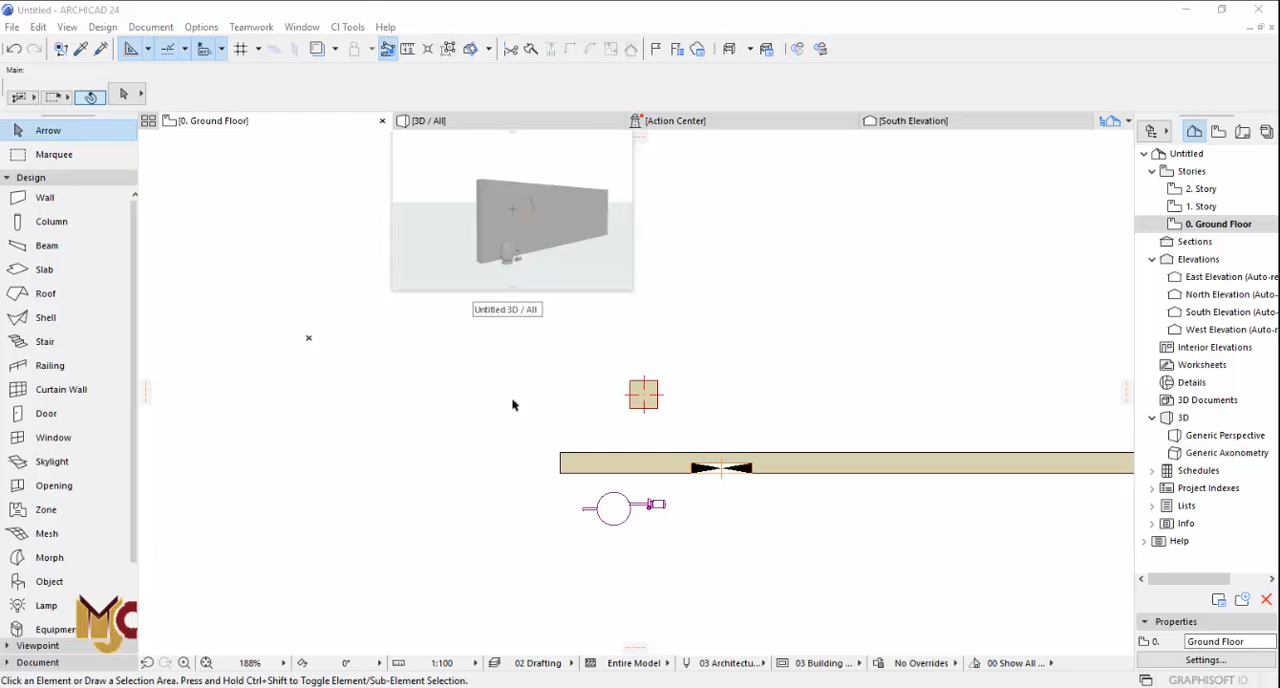 Untitled - ARCHICAD 24
File Edit View Design Document Options Teamwork Window CI Tools Help
Main:
[0. Ground Floor]
[3D / All]
[Action Center]
[South Elevation]
Arrow
Marquee
Design
Wall
Column
Beam
Slab
Roof
Shell
Stair
Railing
Curtain Wall
Door
Window
Skylight
Opening
Zone
Mesh
Morph
Object
Lamp
Equipmer
Viewpoint
Document
Untitled 3D / All
Untitled
Stories
2. Story
1. Story
0. Ground Floor
Sections
Elevations
East Elevation (Auto-re
North Elevation (Auto-
South Elevation (Auto-
West Elevation (Auto-r
Interior Elevations
Worksheets
Details
3D Documents
3D
Generic Perspective
Generic Axonometry
Schedules
Project Indexes
Lists
Info
Help
Properties
0. Ground Floor
Settings...
188% 0° 1:100 02 Drafting Entire Model 03 Architectu... 03 Building ... No Overrides 00 Show All ...
Click an Element or Draw a Selection Area. Press and Hold Ctrl+Shift to Toggle Element/Sub-Element Selection.
GRAPHISOFT ID
MJC